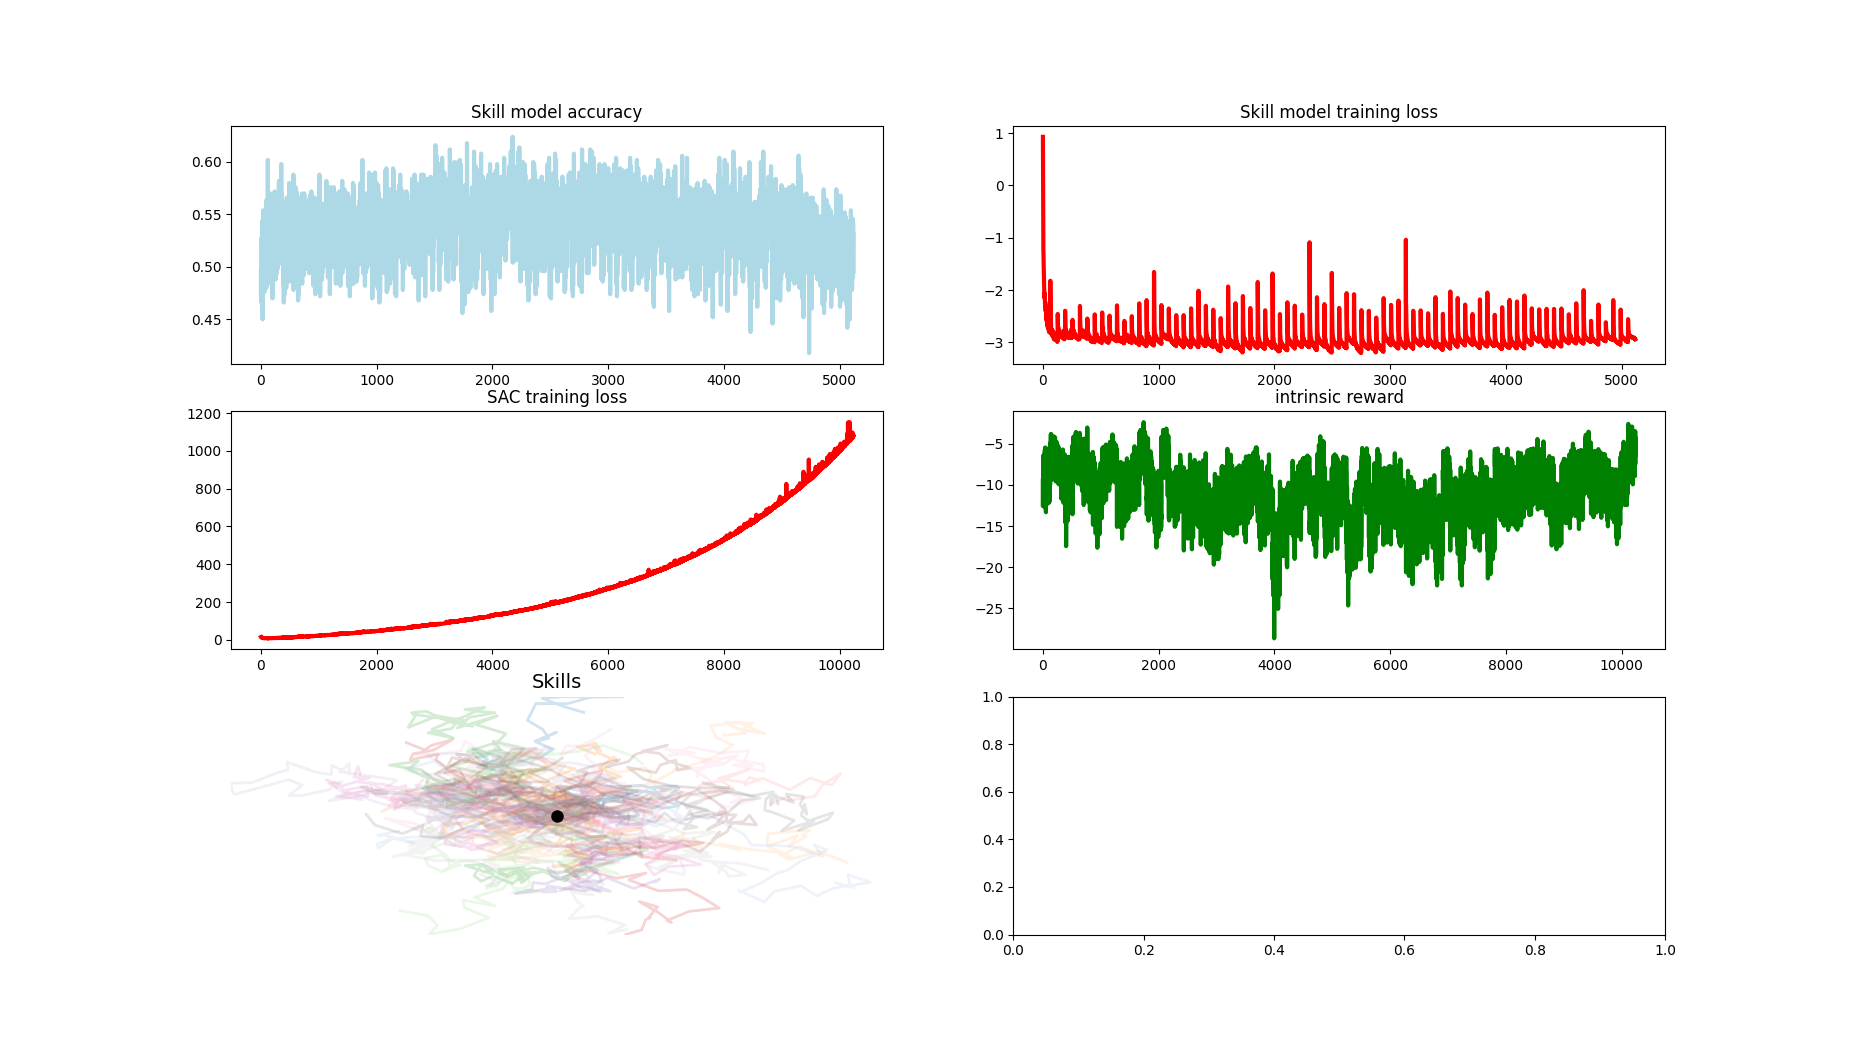 Skill model accuracy
0.60
0.55
0.50
0.45
0 1000 2000 3000 4000 5000
Skill model training loss
1
0
−1
−2
−3
0 1000 2000 3000 4000 5000
SAC training loss
1200
1000
800
600
400
200
0
0 2000 4000 6000 8000 10000
intrinsic reward
−5
−10
−15
−20
−25
0 2000 4000 6000 8000 10000
Skills
1.0
0.8
0.6
0.4
0.2
0.0
0.0 0.2 0.4 0.6 0.8 1.0